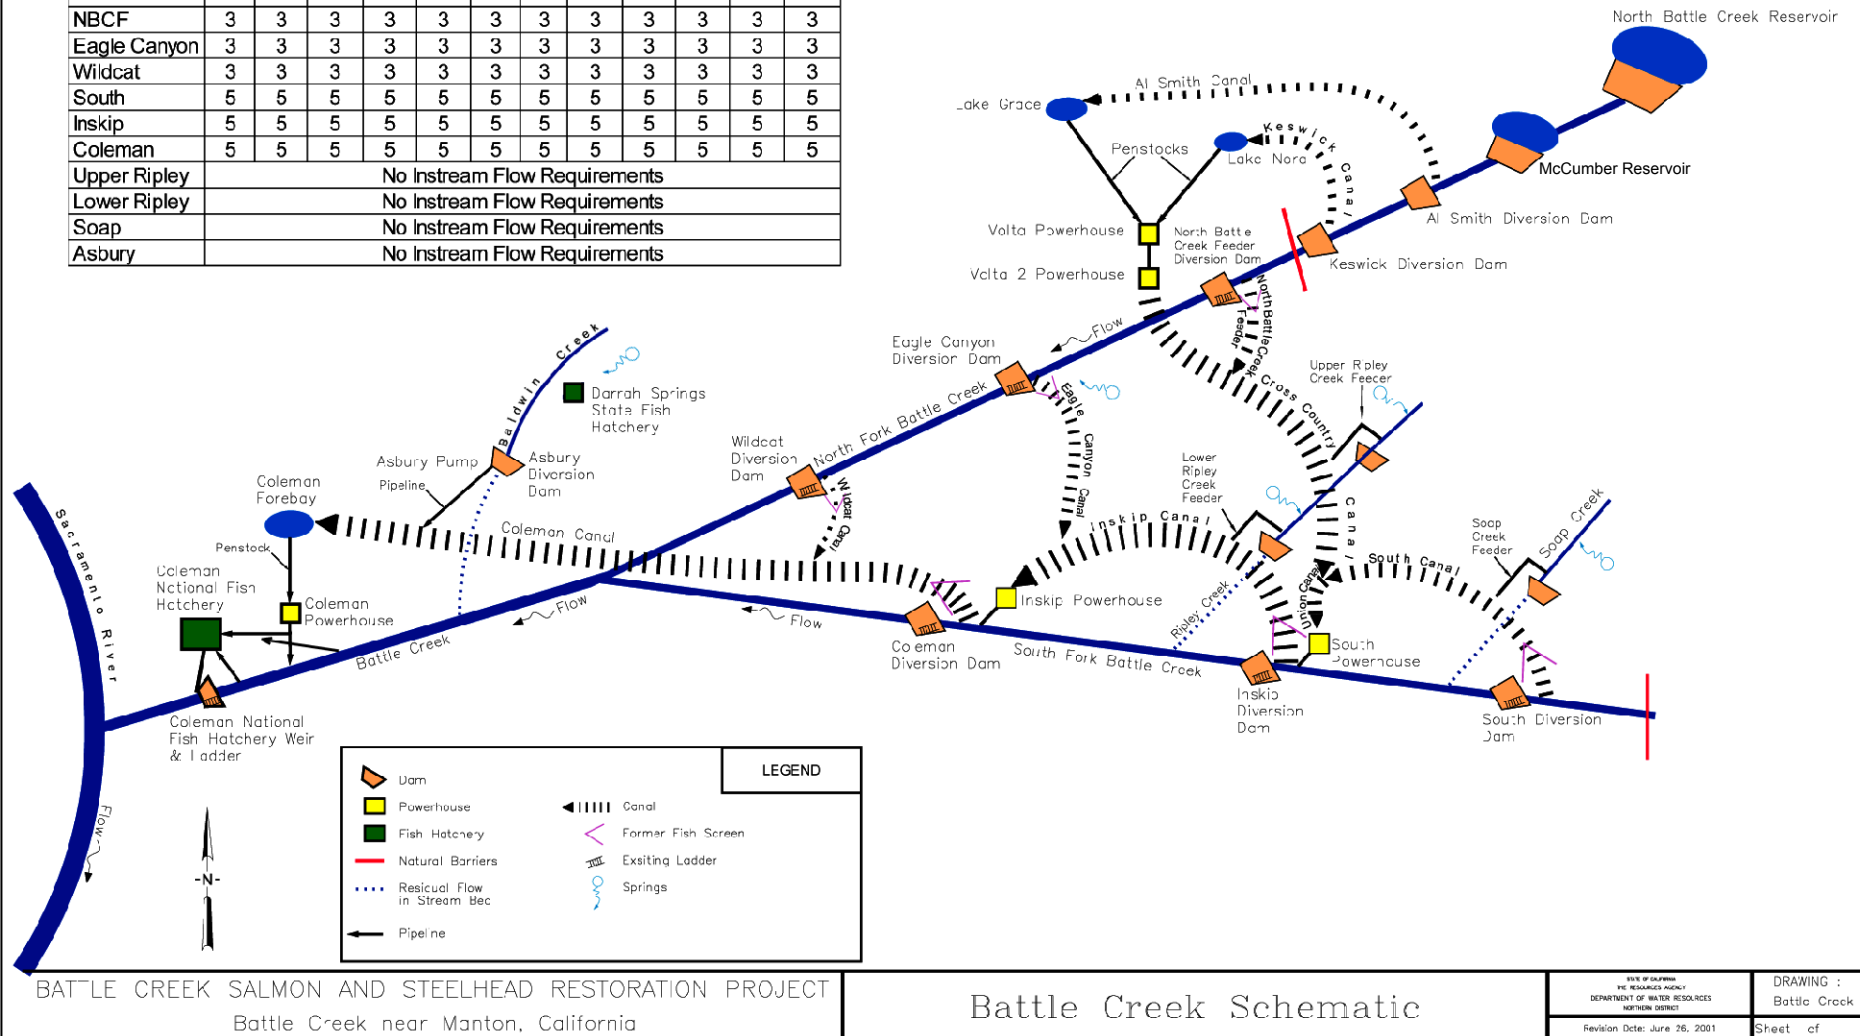 NBCF 3 3 3 3 3 3 3 3 3 3 3 3
Eagle Canyon 3 3 3 3 3 3 3 3 3 3 3 3
Wildcat 3 3 3 3 3 3 3 3 3 3 3 3
South 5 5 5 5 5 5 5 5 5 5 5 5
Inskip 5 5 5 5 5 5 5 5 5 5 5 5
Coleman 5 5 5 5 5 5 5 5 5 5 5 5
Upper Ripley No Instream Flow Requirements
Lower Ripley No Instream Flow Requirements
Soap No Instream Flow Requirements
Asbury No Instream Flow Requirements
North Battle Creek Reservoir
McCumber Reservoir
Al Smith Canal
Lake Grace
Keswick Canal
Penstocks
Lake Nora
Al Smith Diversion Dam
Keswick Diversion Dam
Volta Powerhouse
North Battle
Creek Feeder
Diversion Dam
Volta 2 Powerhouse
North Battle Creek
Feeder
Flow
Eagle Canyon
Diversion Dam
Eagle Canyon Canal
Cross Country Canal
Upper Ripley
Creek Feecer
Baldwin Creek
Darrah Springs
State Fish
Hatchery
North Fork Battle Creek
Wildcat
Diversion
Dam
Wildcat Canal
Asbury Pump
Pipeline
Asbury
Diversion
Dam
Coleman
Forebay
Coleman Canal
Lower
Ripley
Creek
Feeder
Inskip Canal
Soap
Creek
Feeder
Soap Creek
South Canal
Union Canal
Ripley Creek
Sacramento River
Penstock
Coleman
National Fish
Hatchery
Coleman
Powerhouse
Flow
Battle Creek
Flow
Inskip Powerhouse
Coleman
Diversion Dam
South Fork Battle Creek
South
Powerhouse
Inskip
Diversion
Dam
South Diversion
Dam
Coleman National
Fish Hatchery Weir
& Ladder
Flow
-N-
LEGEND
Dam
Powerhouse
Canal
Fish Hatchery
Former Fish Screen
Natural Barriers
Exsiting Ladder
Resicual Flow
in Stream Bec
Springs
Pipeline
BATTLE CREEK SALMON AND STEELHEAD RESTORATION PROJECT
Battle Creek near Manton, California
Battle Creek Schematic
STATE OF CALIFORNIA
THE RESOURCES AGENCY
DEPARTMENT OF WATER RESOURCES
NORTHERN DISTRICT
Revision Date: June 26, 2001
DRAWING :
Battle Creek
Sheet of